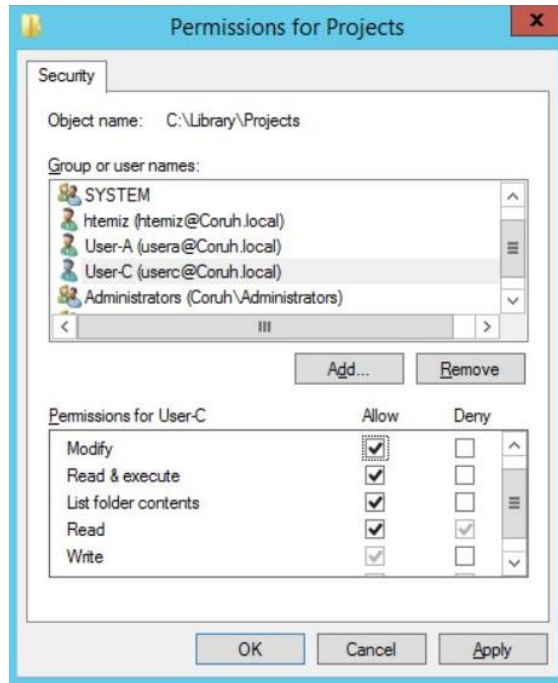 Permissions for Projects
x
Security
Object name: C:\Library\Projects
Group or user names:
SYSTEM
htemiz (htemiz@Coruh.local)
User-A (usera@Coruh.local)
User-C (userc@Coruh.local)
Administrators (Coruh\Administrators)
Add... Remove
Permissions for User-C Allow Deny
Modify
Read & execute
List folder contents
Read
Write
OK Cancel Apply